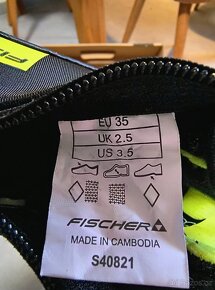 EU 35
UK 2.5
US 3.5
FISCHER
MADE IN CAMBODIA
S40821